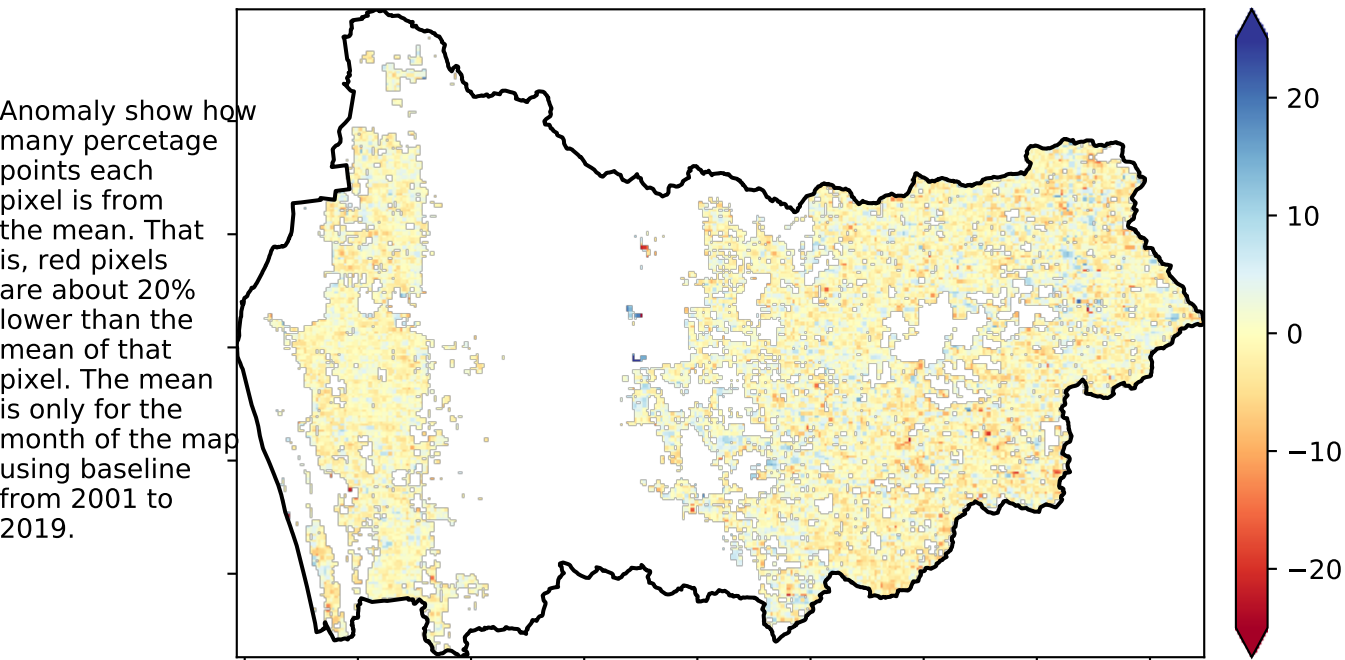 Anomaly show how
many percetage
points each
pixel is from
the mean. That
is, red pixels
are about 20%
lower than the
mean of that
pixel. The mean
is only for the
month of the map
using baseline
from 2001 to
2019.
20
10
0
−10
−20